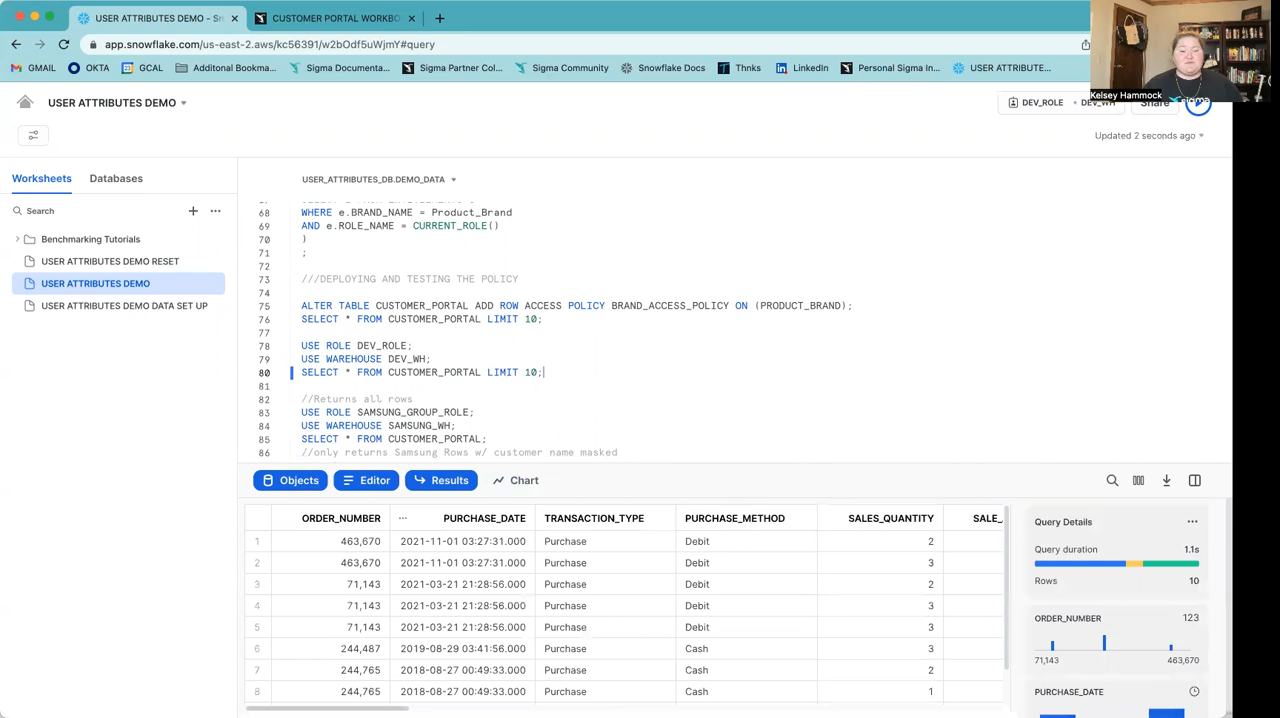 USER ATTRIBUTES DEMO - Sn
CUSTOMER PORTAL WORKBO
app.snowflake.com/us-east-2.aws/kc56391/w2bOdf5uWjmY#query
GMAIL
OKTA
GCAL
Additonal Bookma...
Sigma Documenta...
Sigma Partner Col...
Sigma Community
Snowflake Docs
Thnks
LinkedIn
Personal Sigma In...
USER ATTRIBUTE...
Kelsey Hammock
USER ATTRIBUTES DEMO
DEV_ROLE
DEV_WH
Share
Updated 2 seconds ago
Worksheets
Databases
Search
Benchmarking Tutorials
USER ATTRIBUTES DEMO RESET
USER ATTRIBUTES DEMO
USER ATTRIBUTES DEMO DATA SET UP
USER_ATTRIBUTES_DB.DEMO_DATA
68 WHERE e.BRAND_NAME = Product_Brand
69 AND e.ROLE_NAME = CURRENT_ROLE()
70 )
71 ;
72
73 ///DEPLOYING AND TESTING THE POLICY
74
75 ALTER TABLE CUSTOMER_PORTAL ADD ROW ACCESS POLICY BRAND_ACCESS_POLICY ON (PRODUCT_BRAND);
76 SELECT * FROM CUSTOMER_PORTAL LIMIT 10;
77
78 USE ROLE DEV_ROLE;
79 USE WAREHOUSE DEV_WH;
80 SELECT * FROM CUSTOMER_PORTAL LIMIT 10;
81
82 //Returns all rows
83 USE ROLE SAMSUNG_GROUP_ROLE;
84 USE WAREHOUSE SAMSUNG_WH;
85 SELECT * FROM CUSTOMER_PORTAL;
86 //only returns Samsung Rows w/ customer name masked
Objects
Editor
Results
Chart
ORDER_NUMBER ... PURCHASE_DATE TRANSACTION_TYPE PURCHASE_METHOD SALES_QUANTITY SALE_
1 463,670 2021-11-01 03:27:31.000 Purchase Debit 2
2 463,670 2021-11-01 03:27:31.000 Purchase Debit 3
3 71,143 2021-03-21 21:28:56.000 Purchase Debit 2
4 71,143 2021-03-21 21:28:56.000 Purchase Debit 3
5 71,143 2021-03-21 21:28:56.000 Purchase Debit 3
6 244,487 2019-08-29 03:41:56.000 Purchase Cash 3
7 244,765 2018-08-27 00:49:33.000 Purchase Cash 2
8 244,765 2018-08-27 00:49:33.000 Purchase Cash 1
Query Details
Query duration 1.1s
Rows 10
ORDER_NUMBER 123
71,143 463,670
PURCHASE_DATE